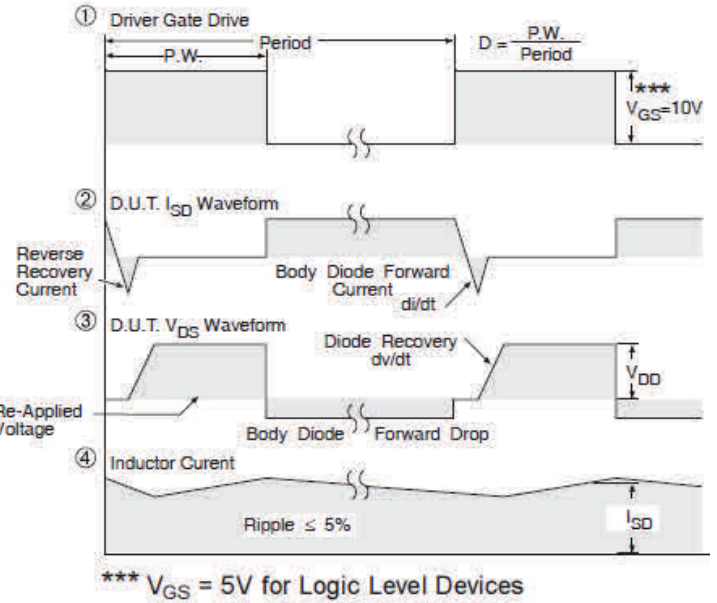 ① Driver Gate Drive
Period
P.W.
D = P.W.
Period
***
VGS=10V
② D.U.T. ISD Waveform
Reverse
Recovery
Current
Body Diode Forward
Current
di/dt
③ D.U.T. VDS Waveform
Diode Recovery
dv/dt
VDD
Re-Applied
Voltage
Body Diode Forward Drop
④ Inductor Curent
Ripple ≤ 5%
ISD
*** VGS = 5V for Logic Level Devices